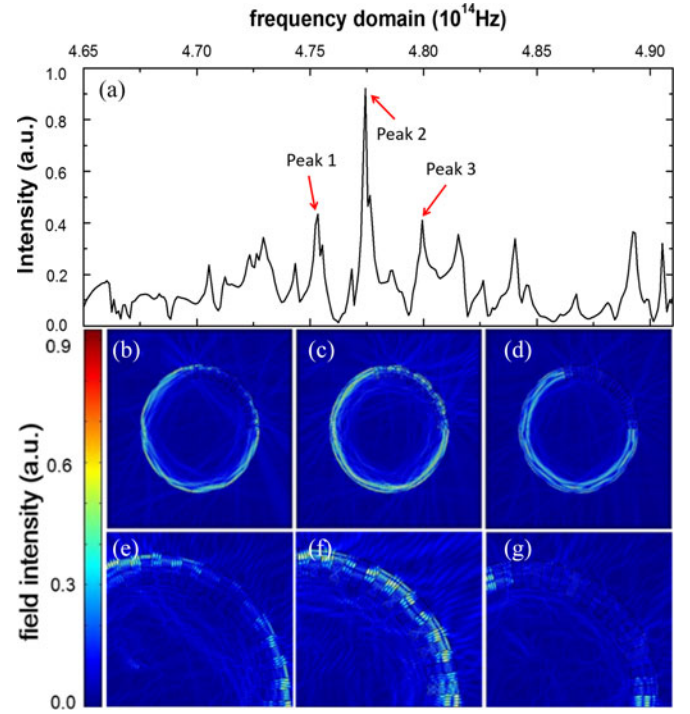 frequency domain (10¹⁴Hz)
4.65 4.70 4.75 4.80 4.85 4.90
(a)
Peak 1
Peak 2
Peak 3
Intensity (a.u.)
1.0
0.8
0.6
0.4
0.2
0.0
field intensity (a.u.)
0.9
0.6
0.3
0.0
(b) (c) (d)
(e) (f) (g)